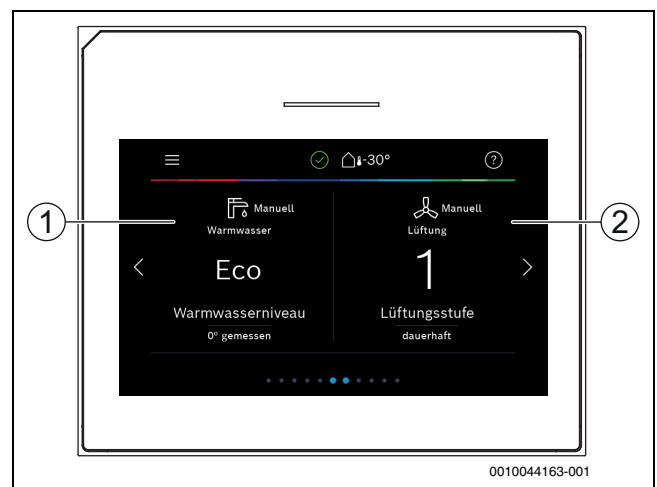 -30°
?
Manuell
Manuell
Warmwasser
Lüftung
1
2
Eco
1
Warmwasserniveau
Lüftungsstufe
0° gemessen
dauerhaft
0010044163-001